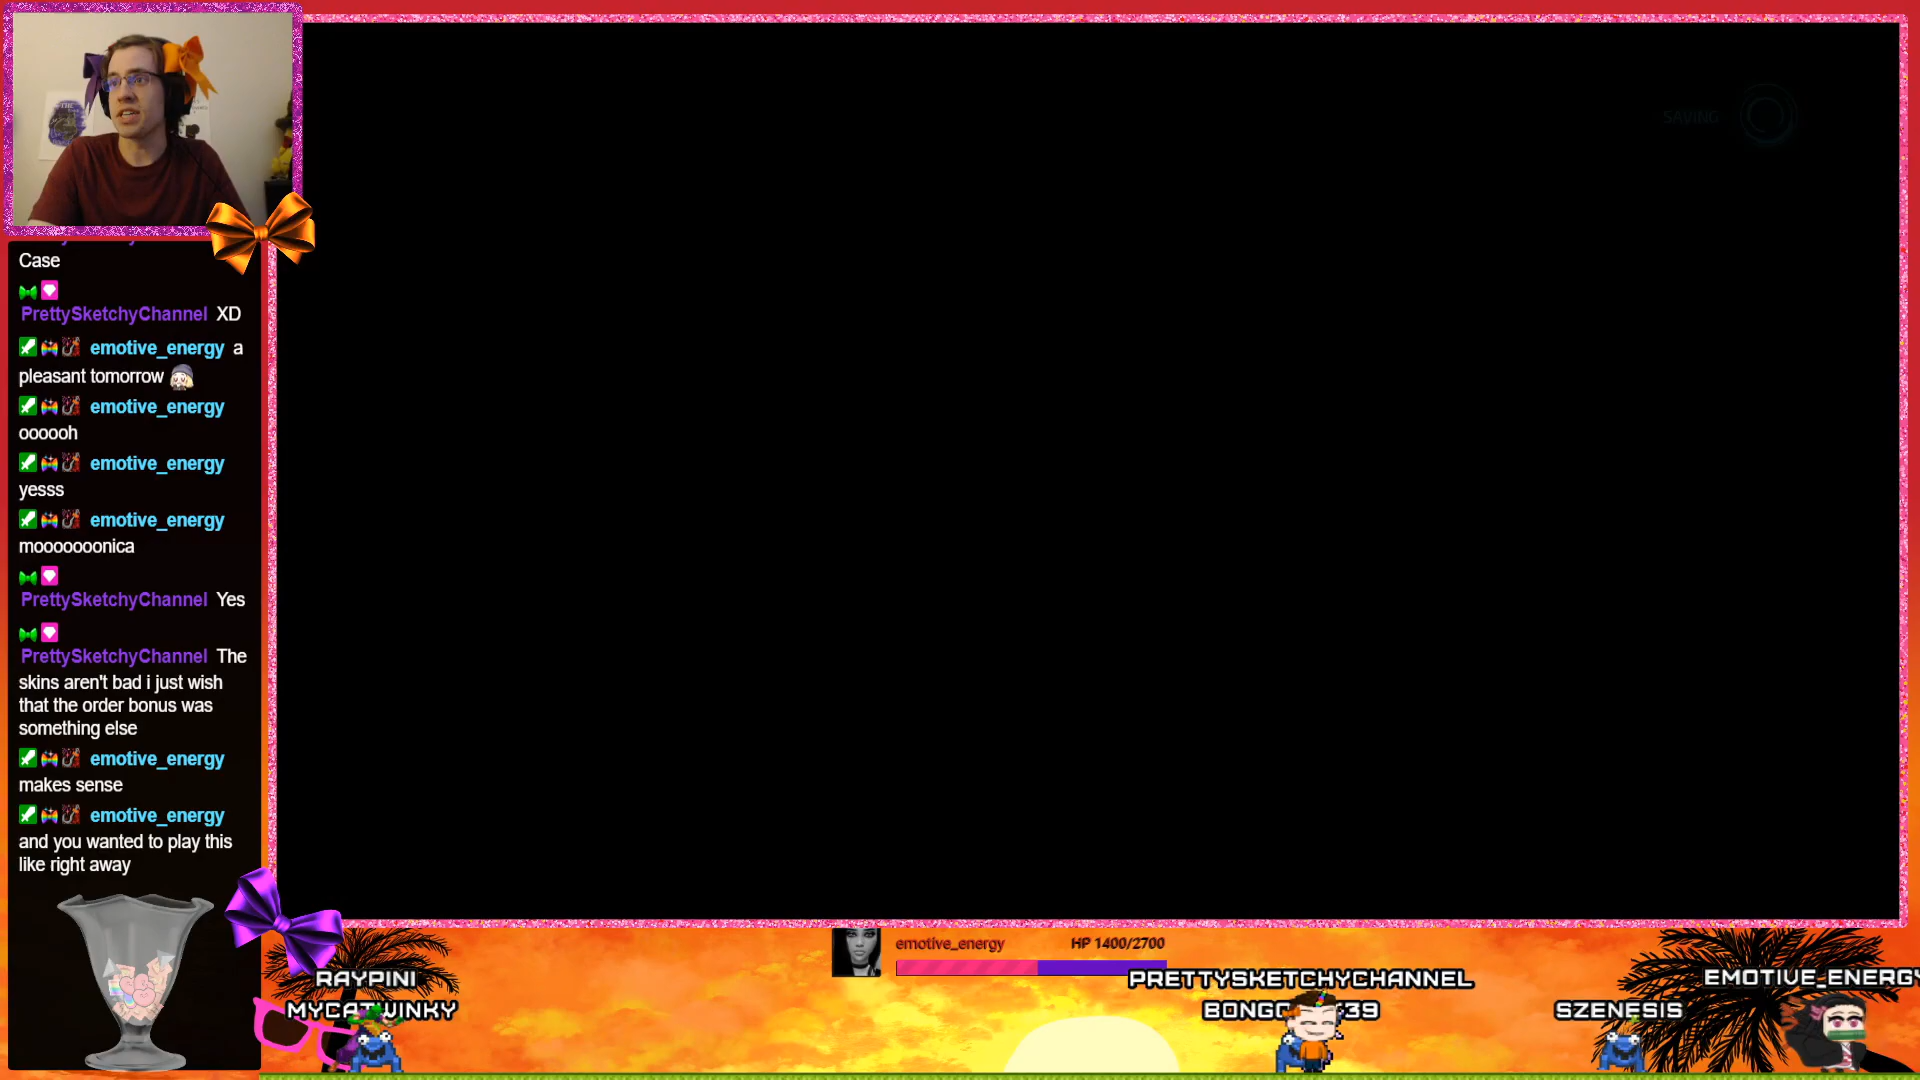 SAVING
Case
PrettySketchyChannel XD
emotive_energy a
pleasant tomorrow
emotive_energy
oooooh
emotive_energy
yesss
emotive_energy
mooooooonica
PrettySketchyChannel Yes
PrettySketchyChannel The
skins aren't bad i just wish
that the order bonus was
something else
emotive_energy
makes sense
emotive_energy
and you wanted to play this
like right away
emotive_energy HP 1400/2700
RAYPINI
MYCATWINKY
PRETTYSKETCHYCHANNEL
SZENESIS
EMOTIVE_ENERGY